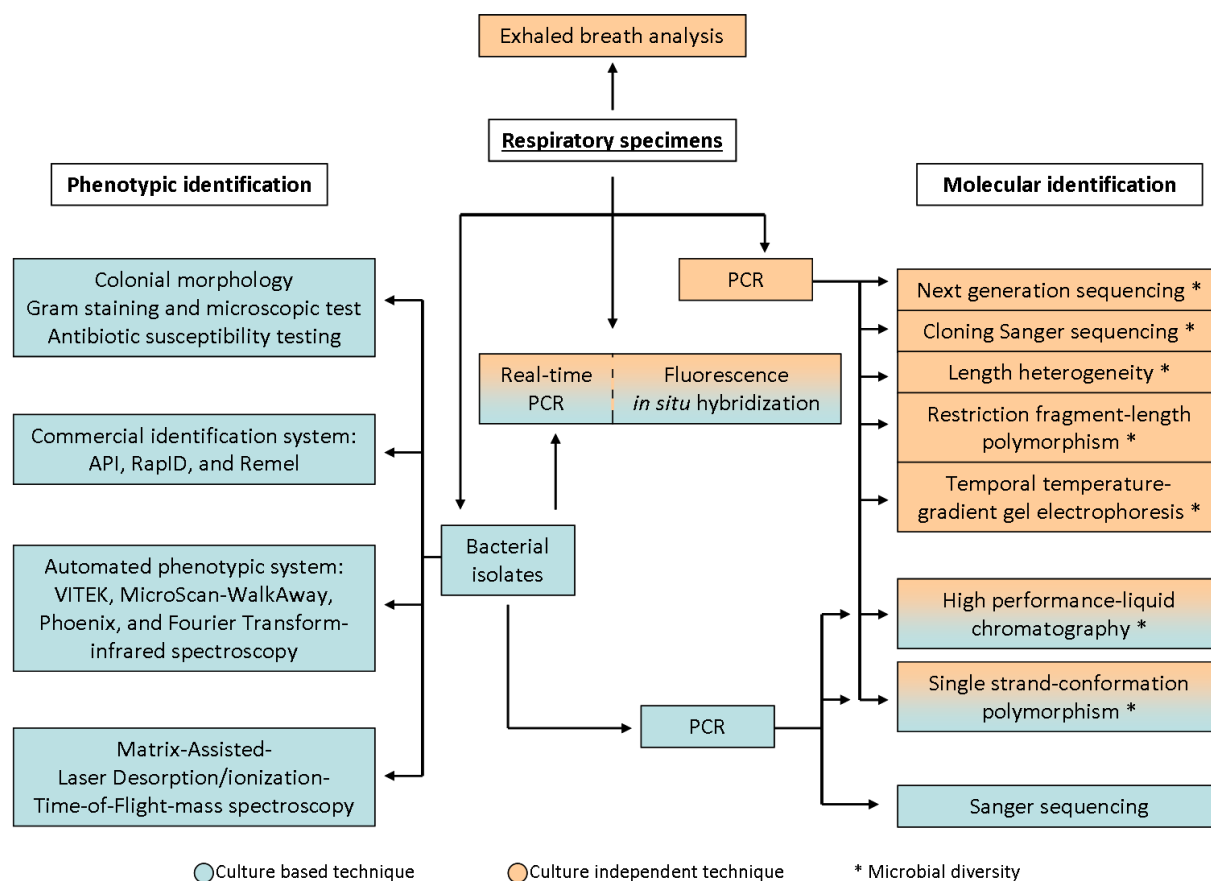 Exhaled breath analysis
Respiratory specimens
Phenotypic identification
Molecular identification
Colonial morphology
Gram staining and microscopic test
Antibiotic susceptibility testing
Commercial identification system:
API, RapID, and Remel
Automated phenotypic system:
VITEK, MicroScan-WalkAway,
Phoenix, and Fourier Transform-
infrared spectroscopy
Matrix-Assisted-
Laser Desorption/ionization-
Time-of-Flight-mass spectroscopy
PCR
Real-time
PCR
Fluorescence
in situ hybridization
Bacterial
isolates
PCR
Next generation sequencing *
Cloning Sanger sequencing *
Length heterogeneity *
Restriction fragment-length
polymorphism *
Temporal temperature-
gradient gel electrophoresis *
High performance-liquid
chromatography *
Single strand-conformation
polymorphism *
Sanger sequencing
Culture based technique
Culture independent technique
* Microbial diversity